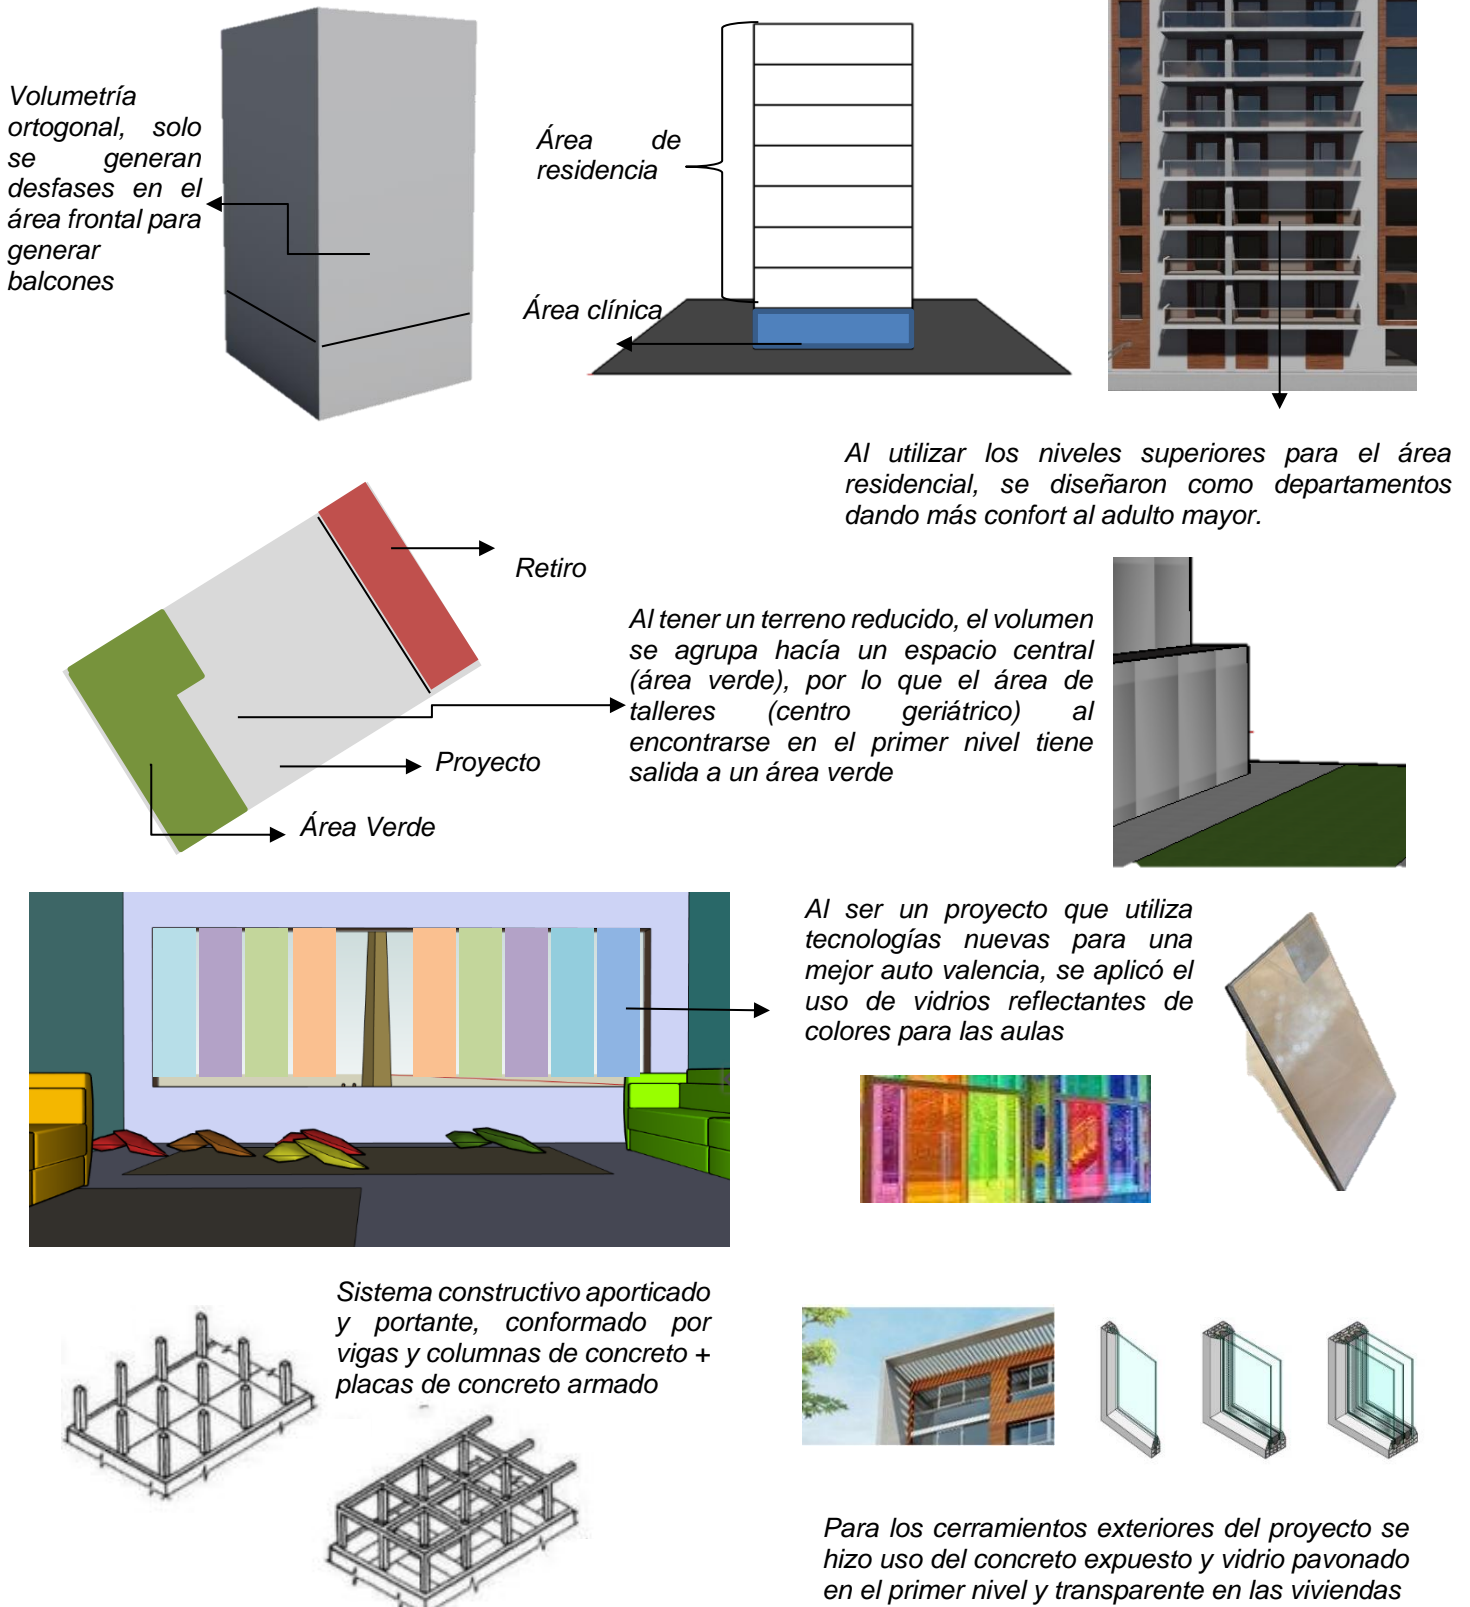 Volumetría
ortogonal, solo
se generan
desfases en el
área frontal para
generar
balcones
Área de
residencia
Área clínica
Al utilizar los niveles superiores para el área
residencial, se diseñaron como departamentos
dando más confort al adulto mayor.
Retiro
Al tener un terreno reducido, el volumen
se agrupa hacía un espacio central
(área verde), por lo que el área de
talleres (centro geriátrico) al
encontrarse en el primer nivel tiene
salida a un área verde
Proyecto
Área Verde
Al ser un proyecto que utiliza
tecnologías nuevas para una
mejor auto valencia, se aplicó el
uso de vidrios reflectantes de
colores para las aulas
Sistema constructivo aporticado
y portante, conformado por
vigas y columnas de concreto +
placas de concreto armado
Para los cerramientos exteriores del proyecto se
hizo uso del concreto expuesto y vidrio pavonado
en el primer nivel y transparente en las viviendas